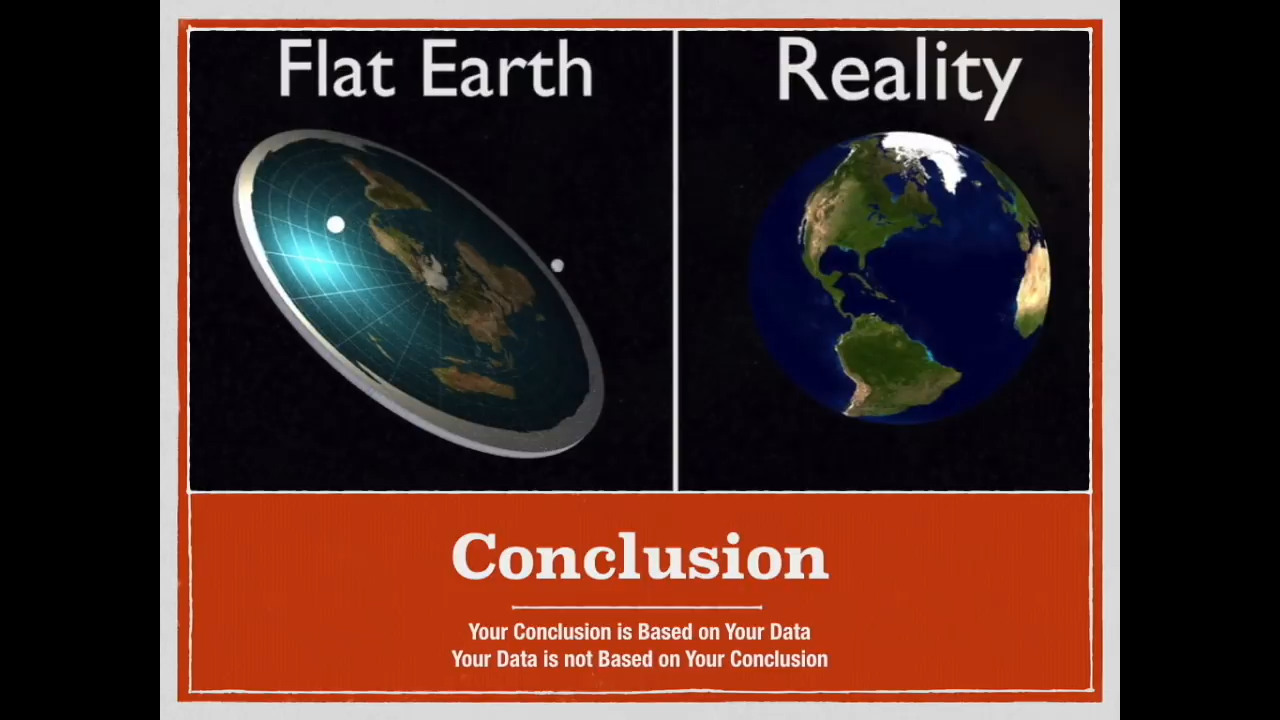 Flat Earth
Reality
Conclusion
Your Conclusion is Based on Your Data
Your Data is not Based on Your Conclusion